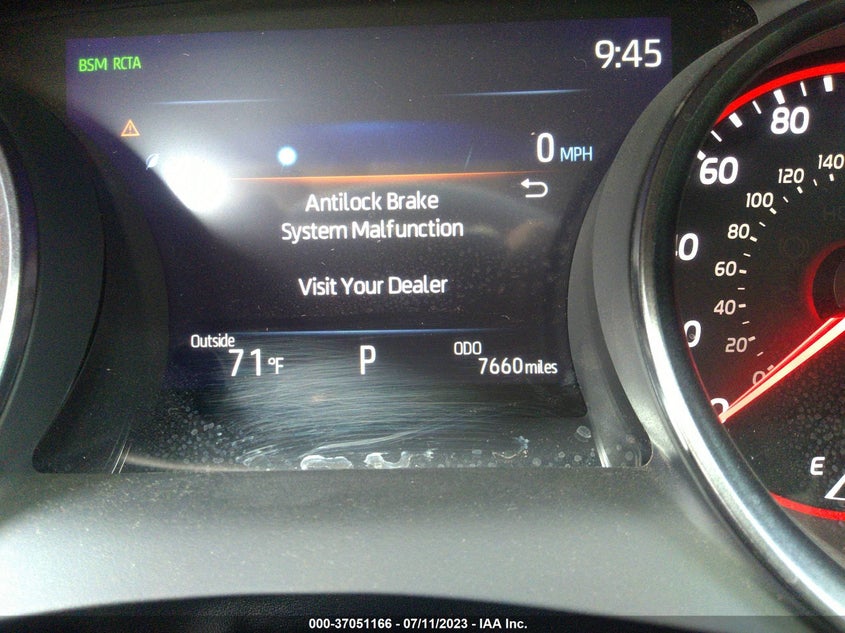 BSM RCTA
9:45
0 MPH
Antilock Brake
System Malfunction
Visit Your Dealer
Outside
71°F
P
ODO
7660 miles
80
60
140
120
100
80
60
40
20
0
E
000-37051166 - 07/11/2023 - IAA Inc.